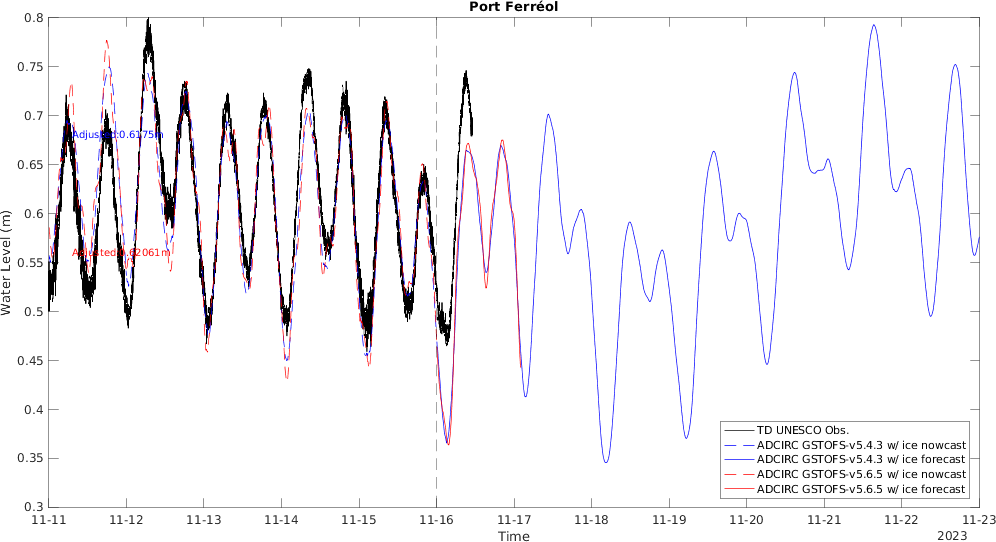 Port Ferréol
0.8
0.75
0.7
0.65
0.6
0.55
0.5
0.45
0.4
0.35
0.3
Water Level (m)
Adjusted:0.6175m
Adjusted:0.62061m
TD UNESCO Obs.
ADCIRC GSTOFS-v5.4.3 w/ ice nowcast
ADCIRC GSTOFS-v5.4.3 w/ ice forecast
ADCIRC GSTOFS-v5.6.5 w/ ice nowcast
ADCIRC GSTOFS-v5.6.5 w/ ice forecast
11-11 11-12 11-13 11-14 11-15 11-16 11-17 11-18 11-19 11-20 11-21 11-22 11-23
Time
2023